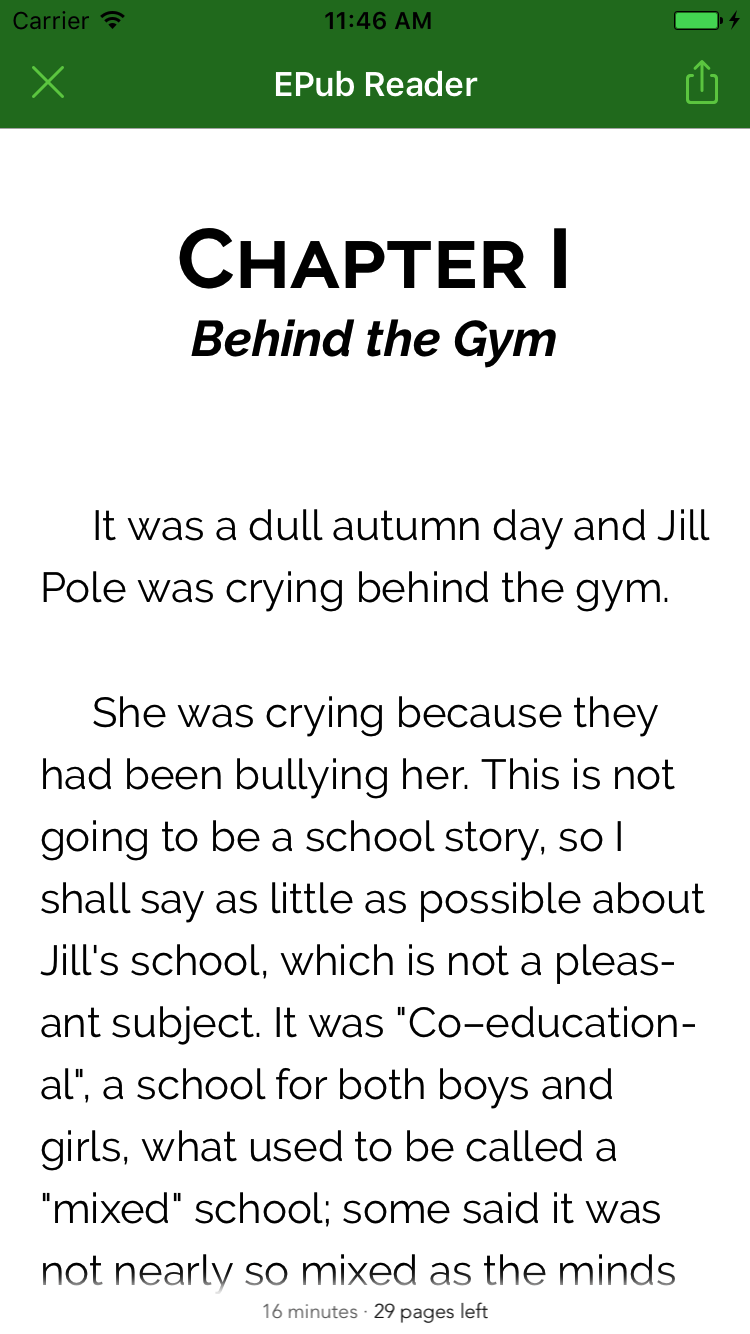 Carrier 11:46 AM
EPub Reader
CHAPTER I
Behind the Gym
It was a dull autumn day and Jill
Pole was crying behind the gym.
She was crying because they
had been bullying her. This is not
going to be a school story, so I
shall say as little as possible about
Jill's school, which is not a pleas-
ant subject. It was "Co–education-
al", a school for both boys and
girls, what used to be called a
"mixed" school; some said it was
not nearly so mixed as the minds
16 minutes · 29 pages left